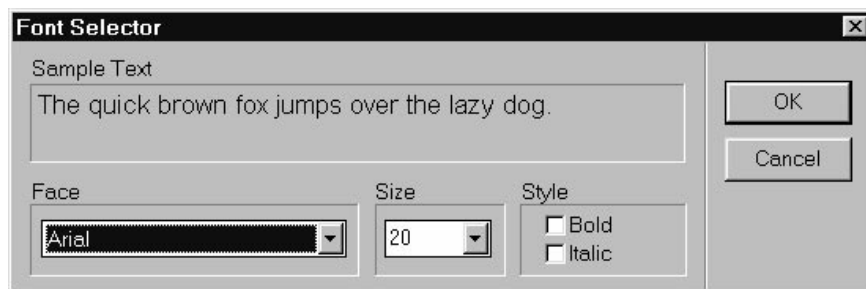 Font Selector
Sample Text
The quick brown fox jumps over the lazy dog.
OK
Cancel
Face
Size
Style
Arial
20
Bold
Italic